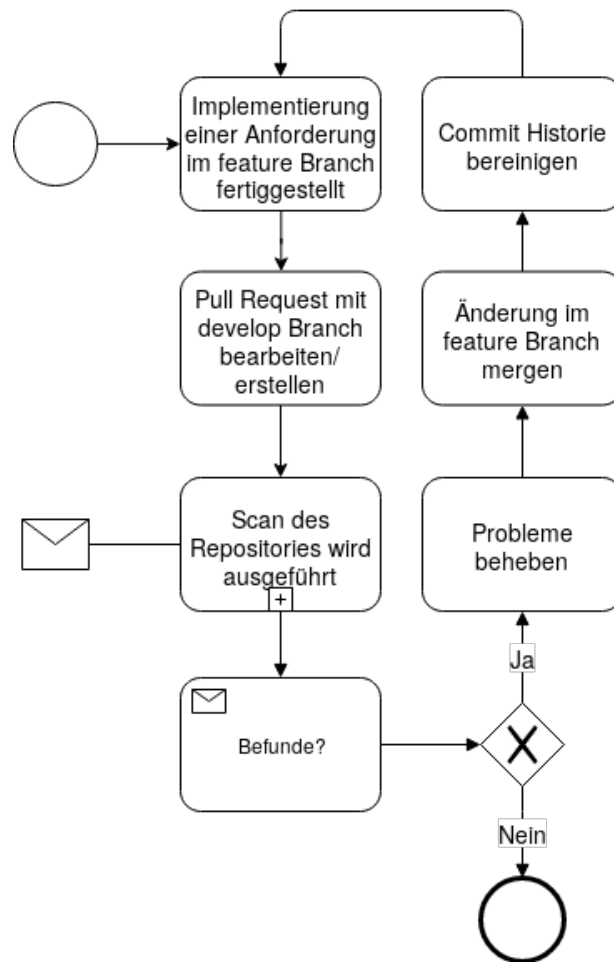 Implementierung
einer Anforderung
im feature Branch
fertiggestellt
Commit Historie
bereinigen
Pull Request mit
develop Branch
bearbeiten/
erstellen
Änderung im
feature Branch
mergen
Scan des
Repositories wird
ausgeführt
Probleme
beheben
Ja
Befunde?
Nein